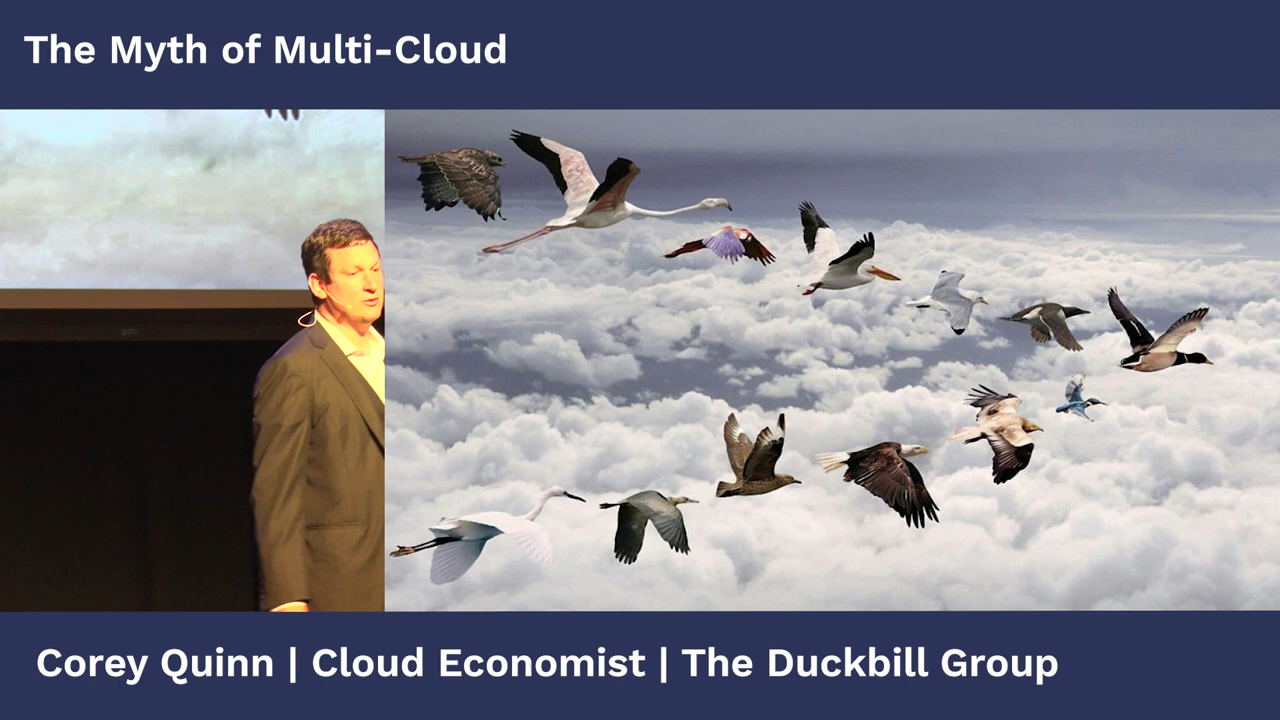 The Myth of Multi-Cloud
Corey Quinn | Cloud Economist | The Duckbill Group